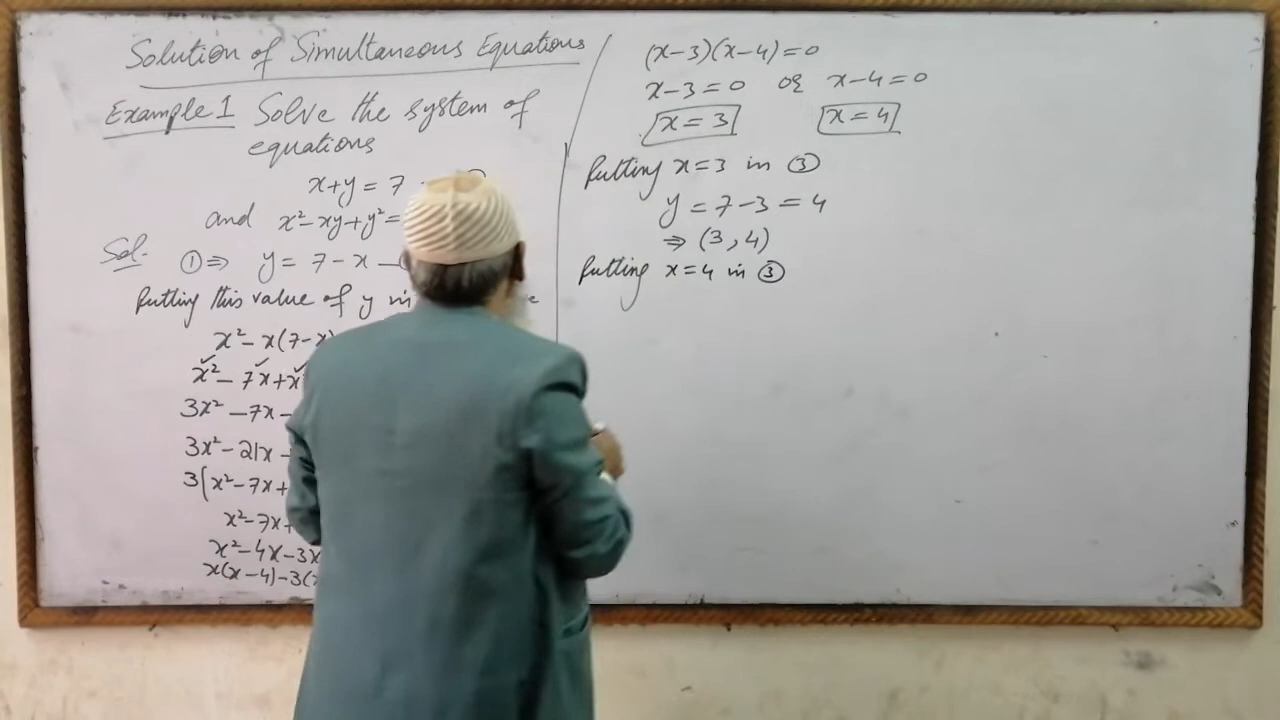 Solution of Simultaneous Equations
Example 1 Solve the system of
equations
x+y = 7
and x²-xy+y²=
Sol. ①⇒ y = 7-x
Putting this value of y in
x²-x(7-x)
x²-7x+x
3x²-7x-
3x²-21x-
3(x²-7x+
x²-7x+
x²-4x-3x
x(x-4)-3(x
(x-3)(x-4)=0
x-3=0 or x-4=0
x=3 x=4
Putting x=3 in ③
y = 7-3 = 4
⇒ (3,4)
Putting x=4 in ③